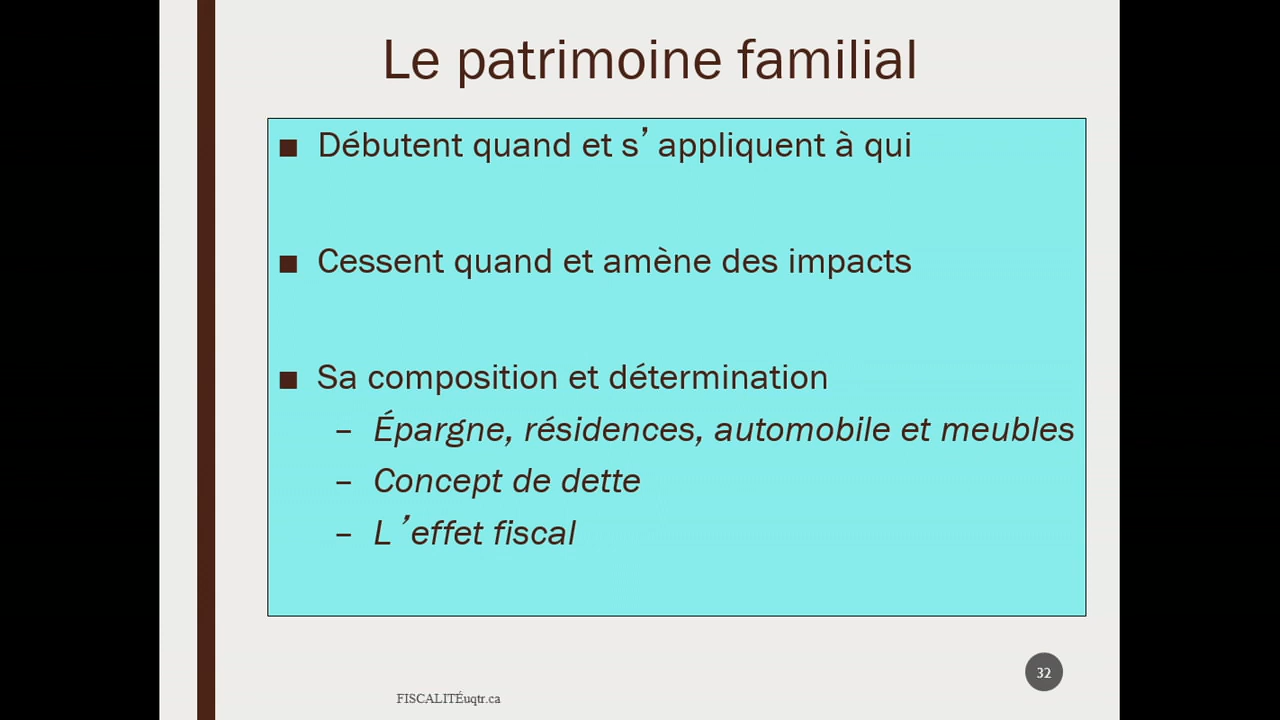 Le patrimoine familial
■ Débutent quand et s’ appliquent à qui
■ Cessent quand et amène des impacts
■ Sa composition et détermination
– Épargne, résidences, automobile et meubles
– Concept de dette
– L ’effet fiscal
32
FISCALITÉuqtr.ca